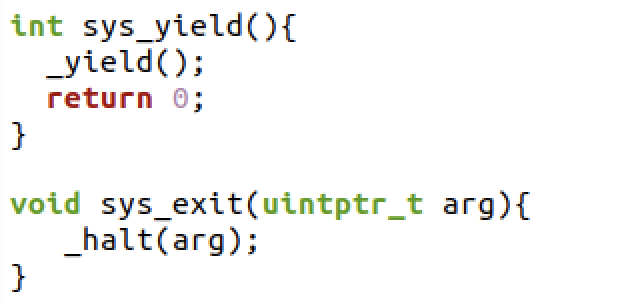 int sys_yield(){
  _yield();
  return 0;
}

void sys_exit(uintptr_t arg){
   _halt(arg);
}